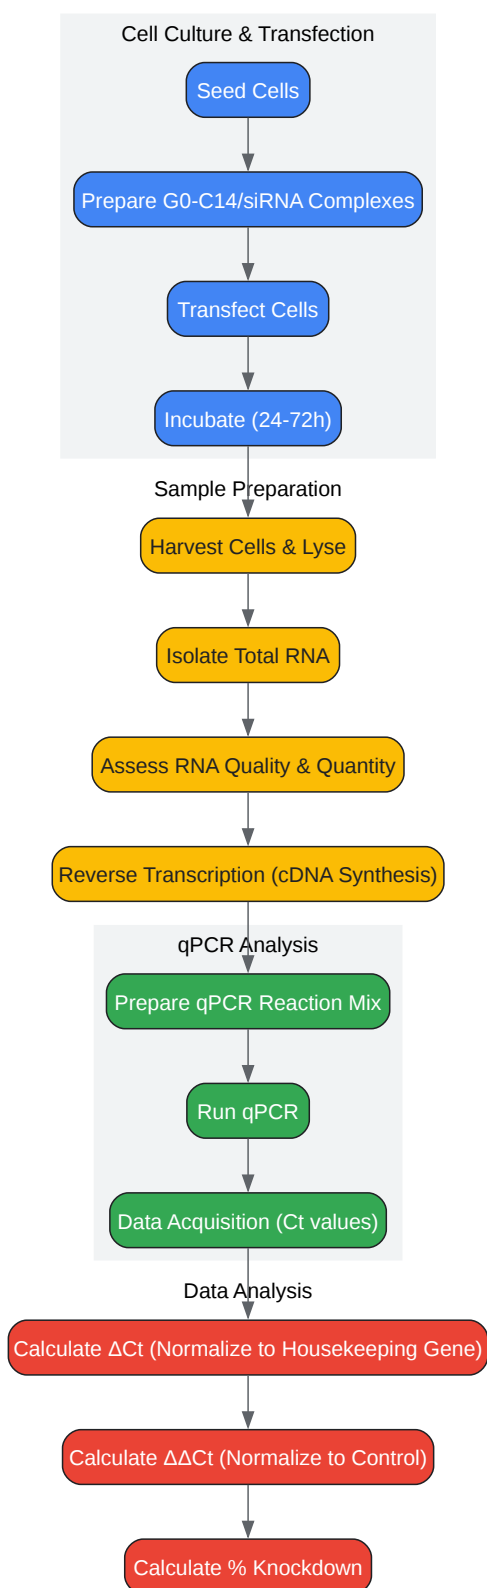 Cell Culture & Transfection
Seed Cells
Prepare G0-C14/siRNA Complexes
Transfect Cells
Incubate (24-72h)
Sample Preparation
Harvest Cells & Lyse
Isolate Total RNA
Assess RNA Quality & Quantity
Reverse Transcription (cDNA Synthesis)
qPCR Analysis
Prepare qPCR Reaction Mix
Run qPCR
Data Acquisition (Ct values)
Data Analysis
Calculate ΔCt (Normalize to Housekeeping Gene)
Calculate ΔΔCt (Normalize to Control)
Calculate % Knockdown